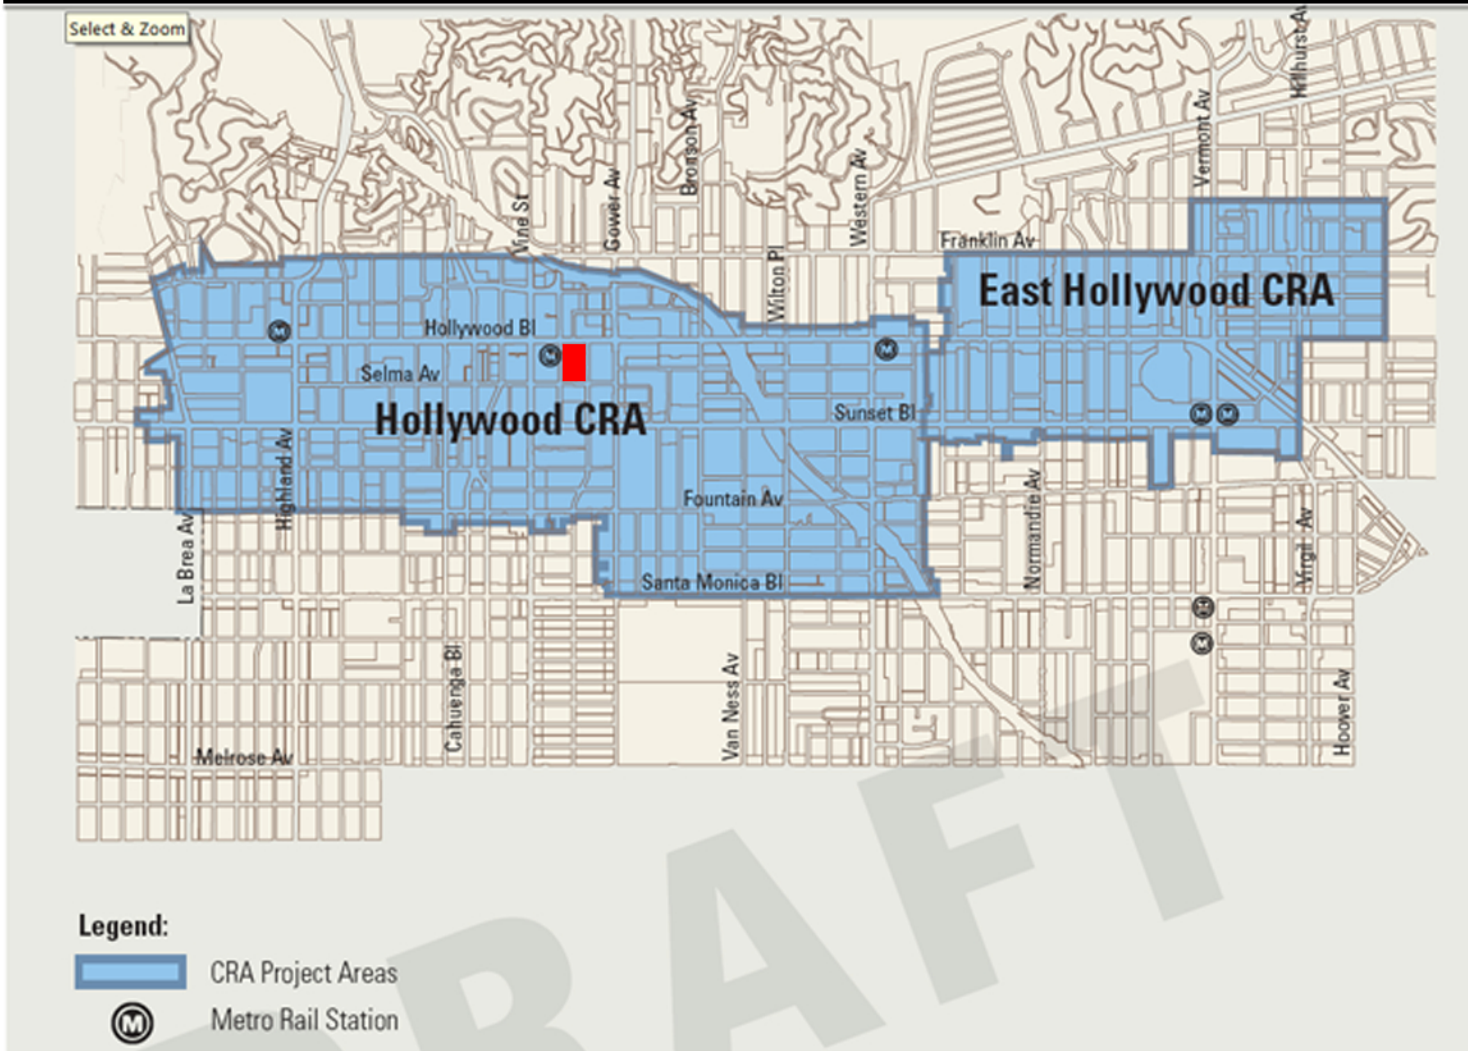 Select & Zoom
Hillhurst Av
Vermont Av
Bronson Av
Western Av
Gower Av
Vine St
Franklin Av
Wilton Pl
East Hollywood CRA
Hollywood Bl
Selma Av
Hollywood CRA
Sunset Bl
Highland Av
Fountain Av
Normandie Av
Virgil Av
La Brea Av
Santa Monica Bl
Cahuenga Bl
Van Ness Av
Hoover Av
Melrose Av
DRAFT
Legend:
CRA Project Areas
M Metro Rail Station